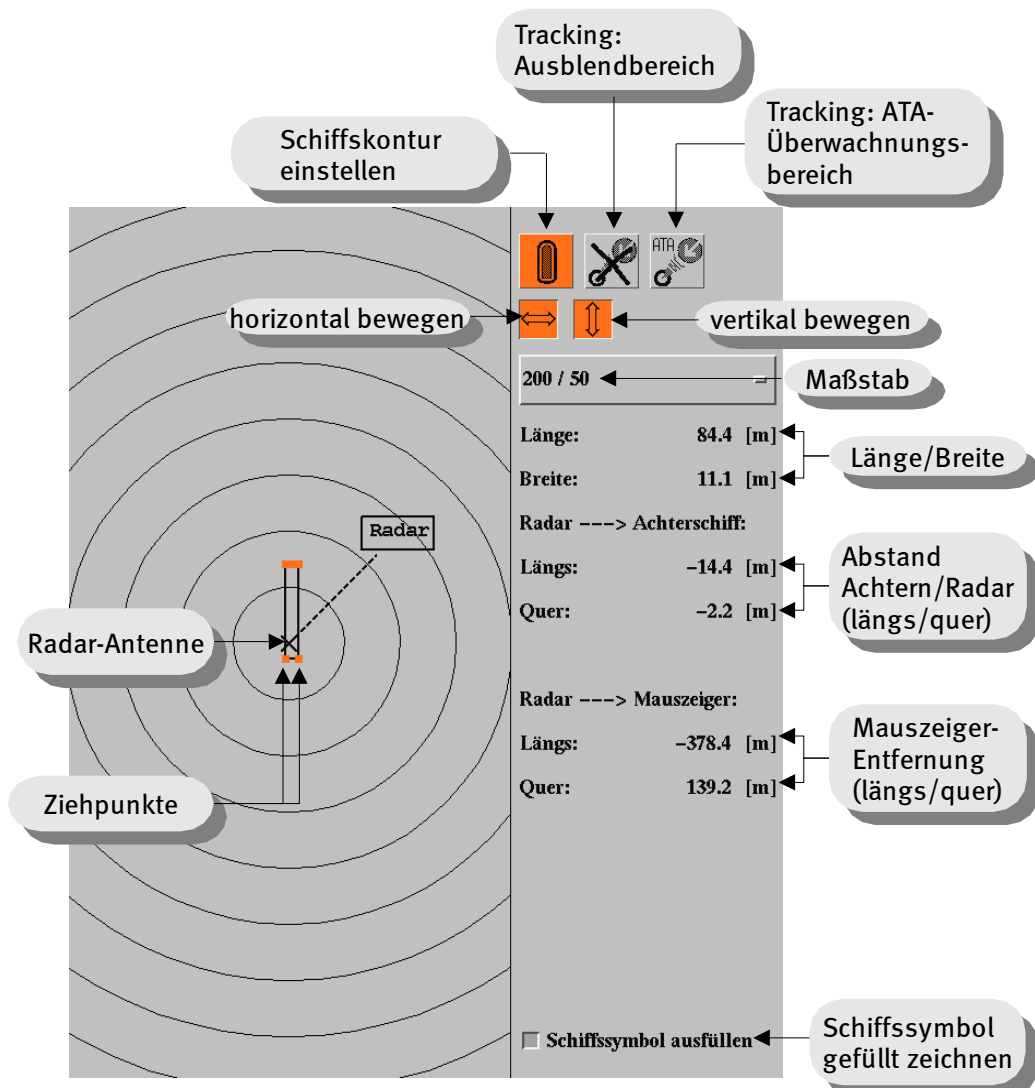 Tracking:
Ausblendbereich
Tracking: ATA-
Überwachnungs-
bereich
Schiffskontur
einstellen
ATA
horizontal bewegen
vertikal bewegen
200 / 50
Maßstab
Länge: 84.4 [m]
Breite: 11.1 [m]
Länge/Breite
Radar ---> Achterschiff:
Längs: -14.4 [m]
Quer: -2.2 [m]
Abstand
Achtern/Radar
(längs/quer)
Radar
Radar-Antenne
Radar ---> Mauszeiger:
Längs: -378.4 [m]
Quer: 139.2 [m]
Mauszeiger-
Entfernung
(längs/quer)
Ziehpunkte
Schiffssymbol ausfüllen
Schiffssymbol
gefüllt zeichnen